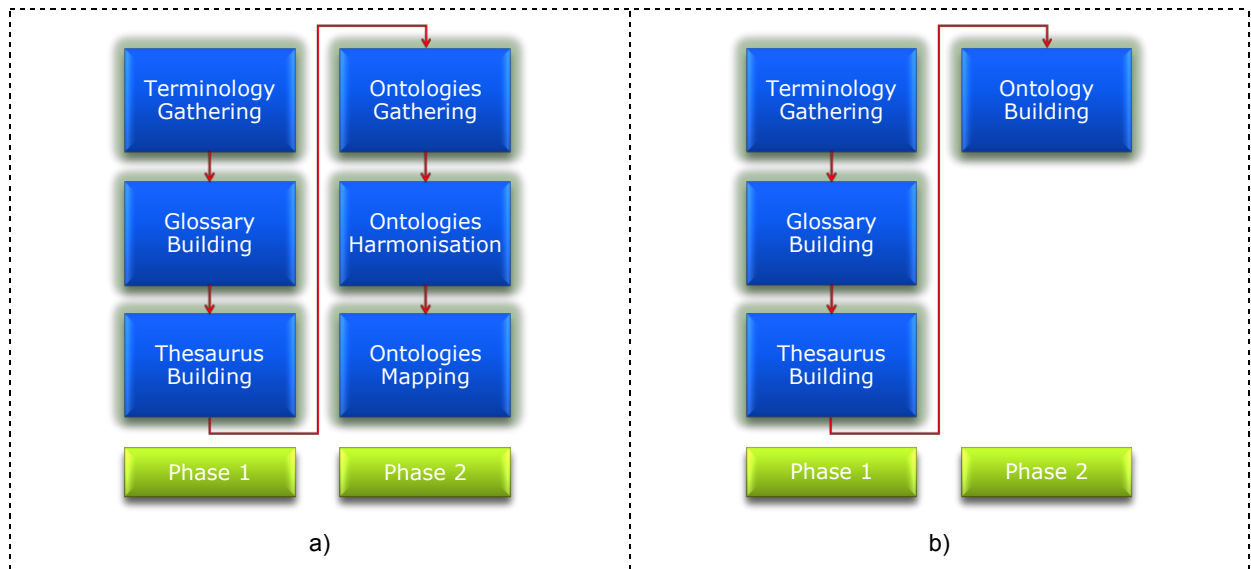 Terminology
Gathering
Glossary
Building
Thesaurus
Building
Phase 1
Ontologies
Gathering
Ontologies
Harmonisation
Ontologies
Mapping
Phase 2
a)
Terminology
Gathering
Glossary
Building
Thesaurus
Building
Phase 1
Ontology
Building
Phase 2
b)